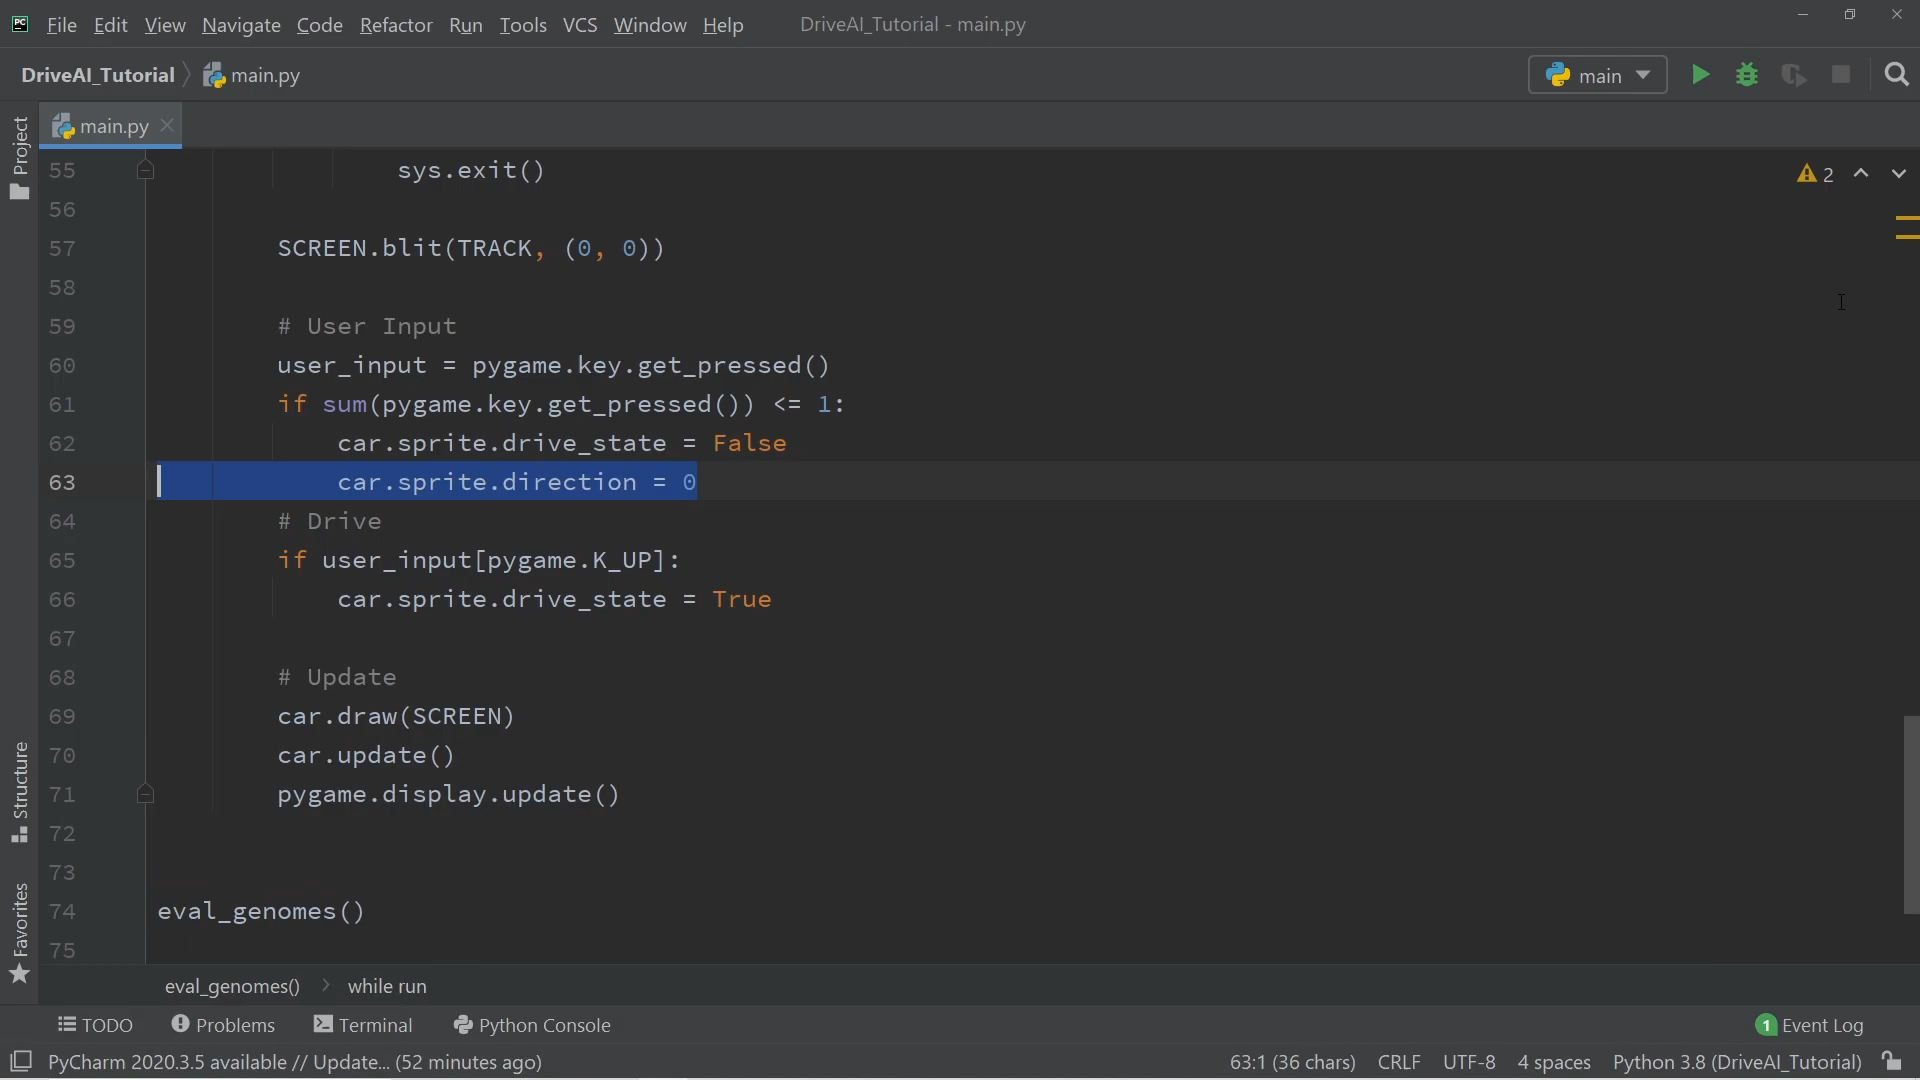 PC File Edit View Navigate Code Refactor Run Tools VCS Window Help DriveAI_Tutorial - main.py
DriveAI_Tutorial main.py main
main.py
Project
55 sys.exit()
2
56
57 SCREEN.blit(TRACK, (0, 0))
58
59 # User Input
60 user_input = pygame.key.get_pressed()
61 if sum(pygame.key.get_pressed()) <= 1:
62 car.sprite.drive_state = False
63 car.sprite.direction = 0
64 # Drive
65 if user_input[pygame.K_UP]:
66 car.sprite.drive_state = True
67
68 # Update
69 car.draw(SCREEN)
70 car.update()
71 pygame.display.update()
72
73
74 eval_genomes()
75
Structure
Favorites
eval_genomes() while run
TODO Problems Terminal Python Console 1 Event Log
PyCharm 2020.3.5 available // Update... (52 minutes ago) 63:1 (36 chars) CRLF UTF-8 4 spaces Python 3.8 (DriveAI_Tutorial)